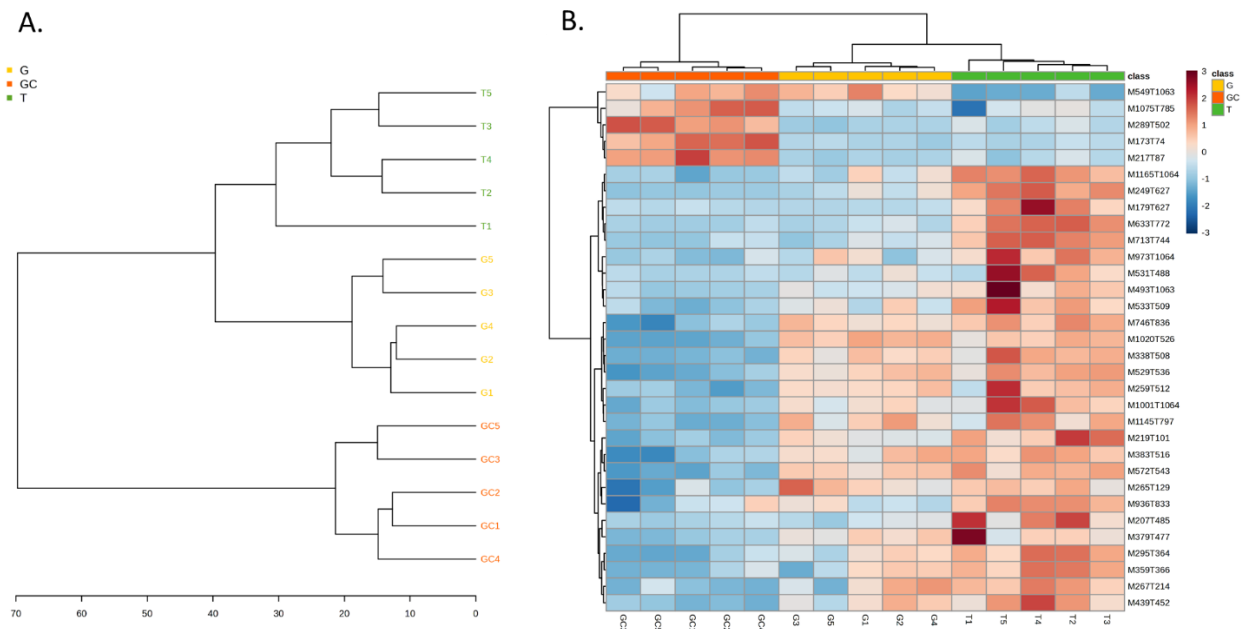 A.
G
GC
T
T5
T3
T4
T2
T1
G5
G3
G4
G2
G1
GC5
GC3
GC2
GC1
GC4
70 60 50 40 30 20 10 0
B.
class
M549T1063
M1075T785
M289T502
M173T74
M217T87
M1165T1064
M249T627
M179T627
M633T772
M713T744
M973T1064
M531T488
M493T1063
M533T509
M746T836
M1020T526
M338T508
M529T536
M259T512
M1001T1064
M1145T797
M219T101
M383T516
M572T543
M265T129
M936T833
M207T485
M379T477
M295T364
M359T366
M267T214
M439T452
G3 G5 G1 G2 G4 T1 T5 T4 T2 T3
3
2
1
0
-1
-2
-3
class
G
GC
T